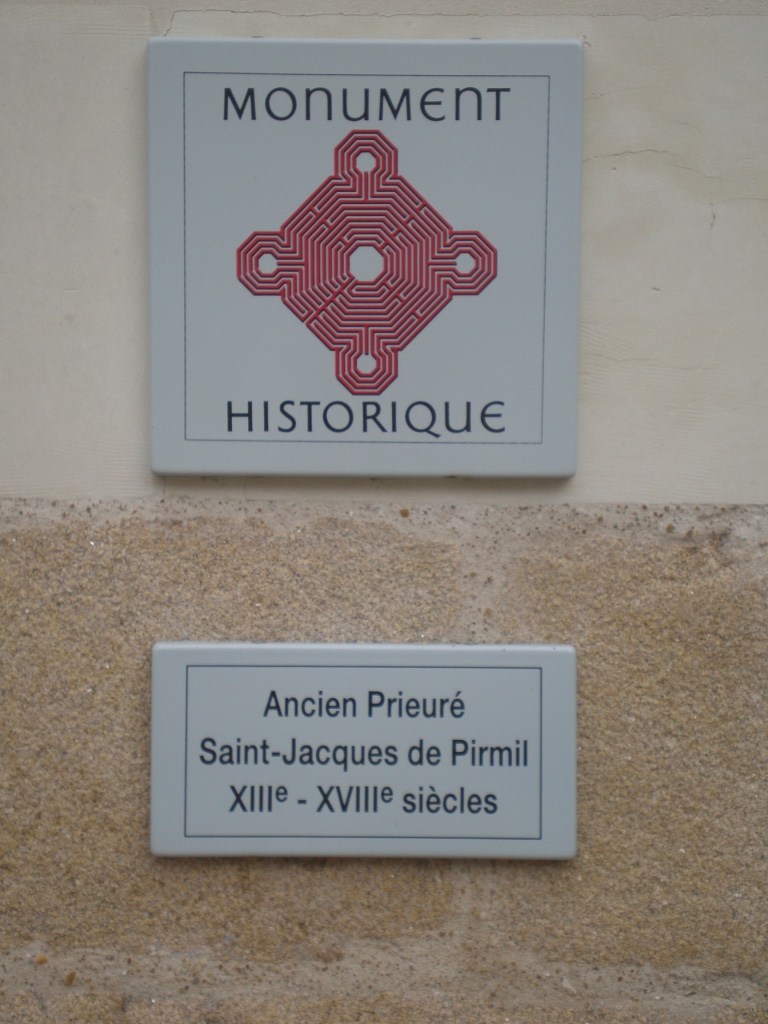 MONUMENT
HISTORIQUE
Ancien Prieuré
Saint-Jacques de Pirmil
XIIIe - XVIIIe siècles